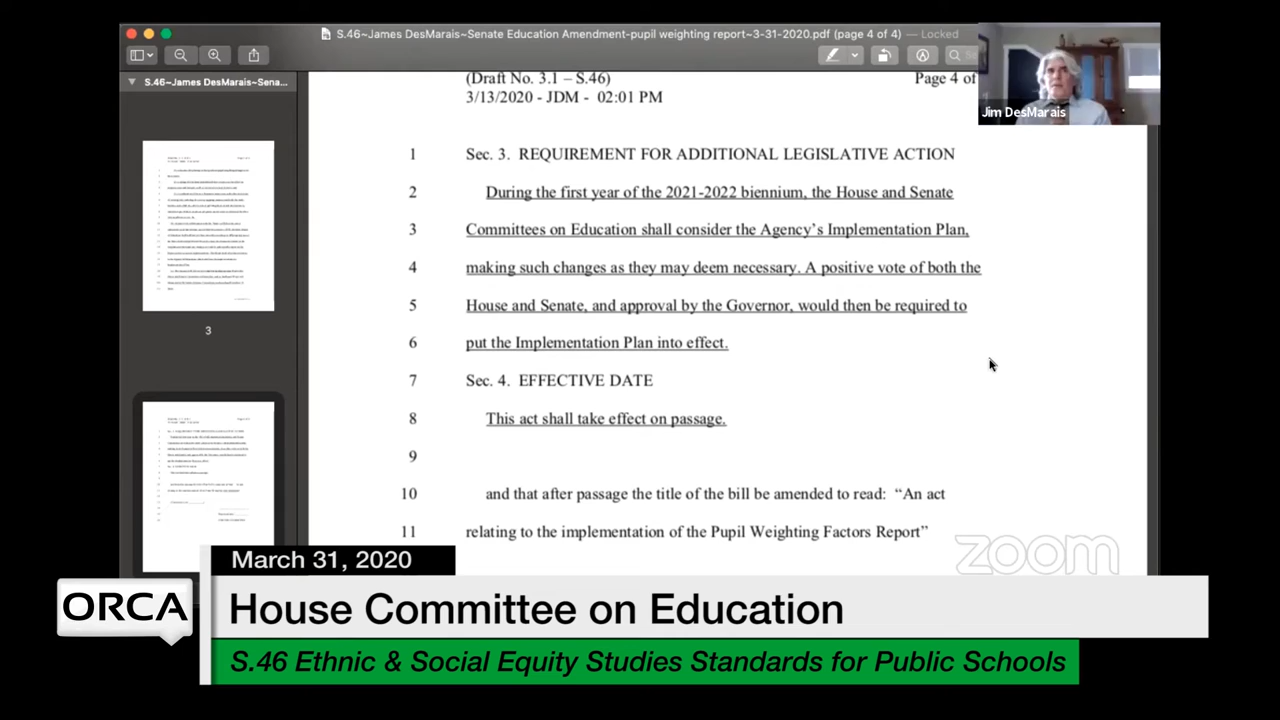 S.46~James DesMarais~Senate Education Amendment-pupil weighting report~3-31-2020.pdf (page 4 of 4) — Locked
S.46~James DesMarais~Sena...
3
(Draft No. 3.1 – S.46)
Page 4 of
3/13/2020 - JDM - 02:01 PM
Jim DesMarais
1 Sec. 3. REQUIREMENT FOR ADDITIONAL LEGISLATIVE ACTION
2 During the first year of the 2021-2022 biennium, the House and Senate
3 Committees on Education shall consider the Agency’s Implementation Plan,
4 making such changes as they may deem necessary. A positive vote of both the
5 House and Senate, and approval by the Governor, would then be required to
6 put the Implementation Plan into effect.
7 Sec. 4. EFFECTIVE DATE
8 This act shall take effect on passage.
9
10 and that after passage the title of the bill be amended to read: “An act
11 relating to the implementation of the Pupil Weighting Factors Report”
zoom
March 31, 2020
ORCA
House Committee on Education
S.46 Ethnic & Social Equity Studies Standards for Public Schools